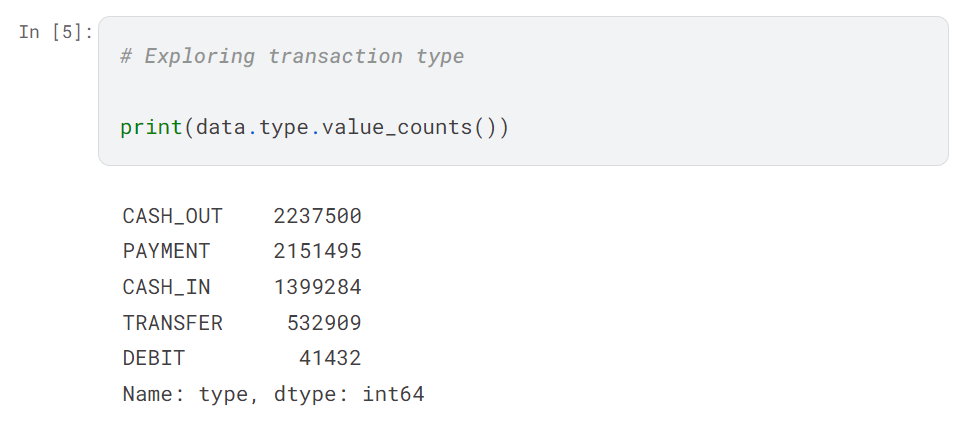 In [5]:
# Exploring transaction type
print(data.type.value_counts())
CASH_OUT    2237500
PAYMENT     2151495
CASH_IN     1399284
TRANSFER     532909
DEBIT         41432
Name: type, dtype: int64